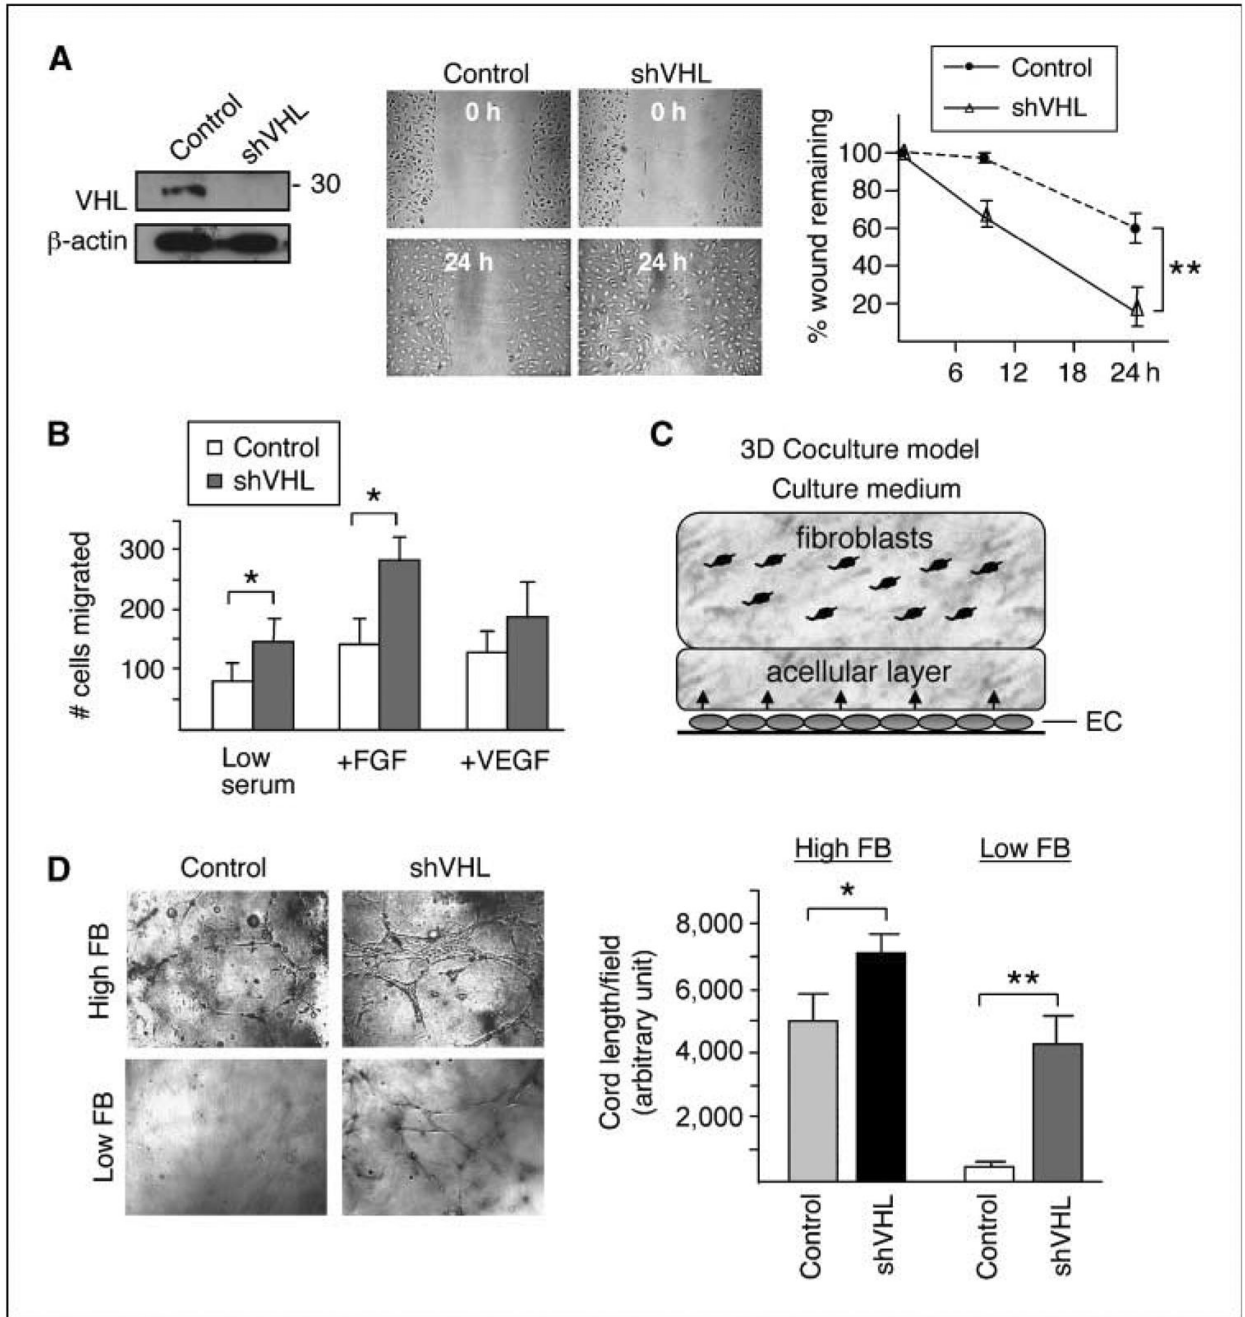 A
Control
shVHL
VHL
- 30
β-actin
Control
shVHL
0 h
0 h
24 h
24 h
Control
shVHL
% wound remaining
100
80
60
40
20
**
6 12 18 24 h
B
Control
shVHL
# cells migrated
300
200
100
*
*
Low
serum
+FGF
+VEGF
C
3D Coculture model
Culture medium
fibroblasts
acellular layer
EC
D
Control
shVHL
High FB
Low FB
High FB
Low FB
Cord length/field
(arbitrary unit)
8,000
6,000
4,000
2,000
*
**
Control
shVHL
Control
shVHL